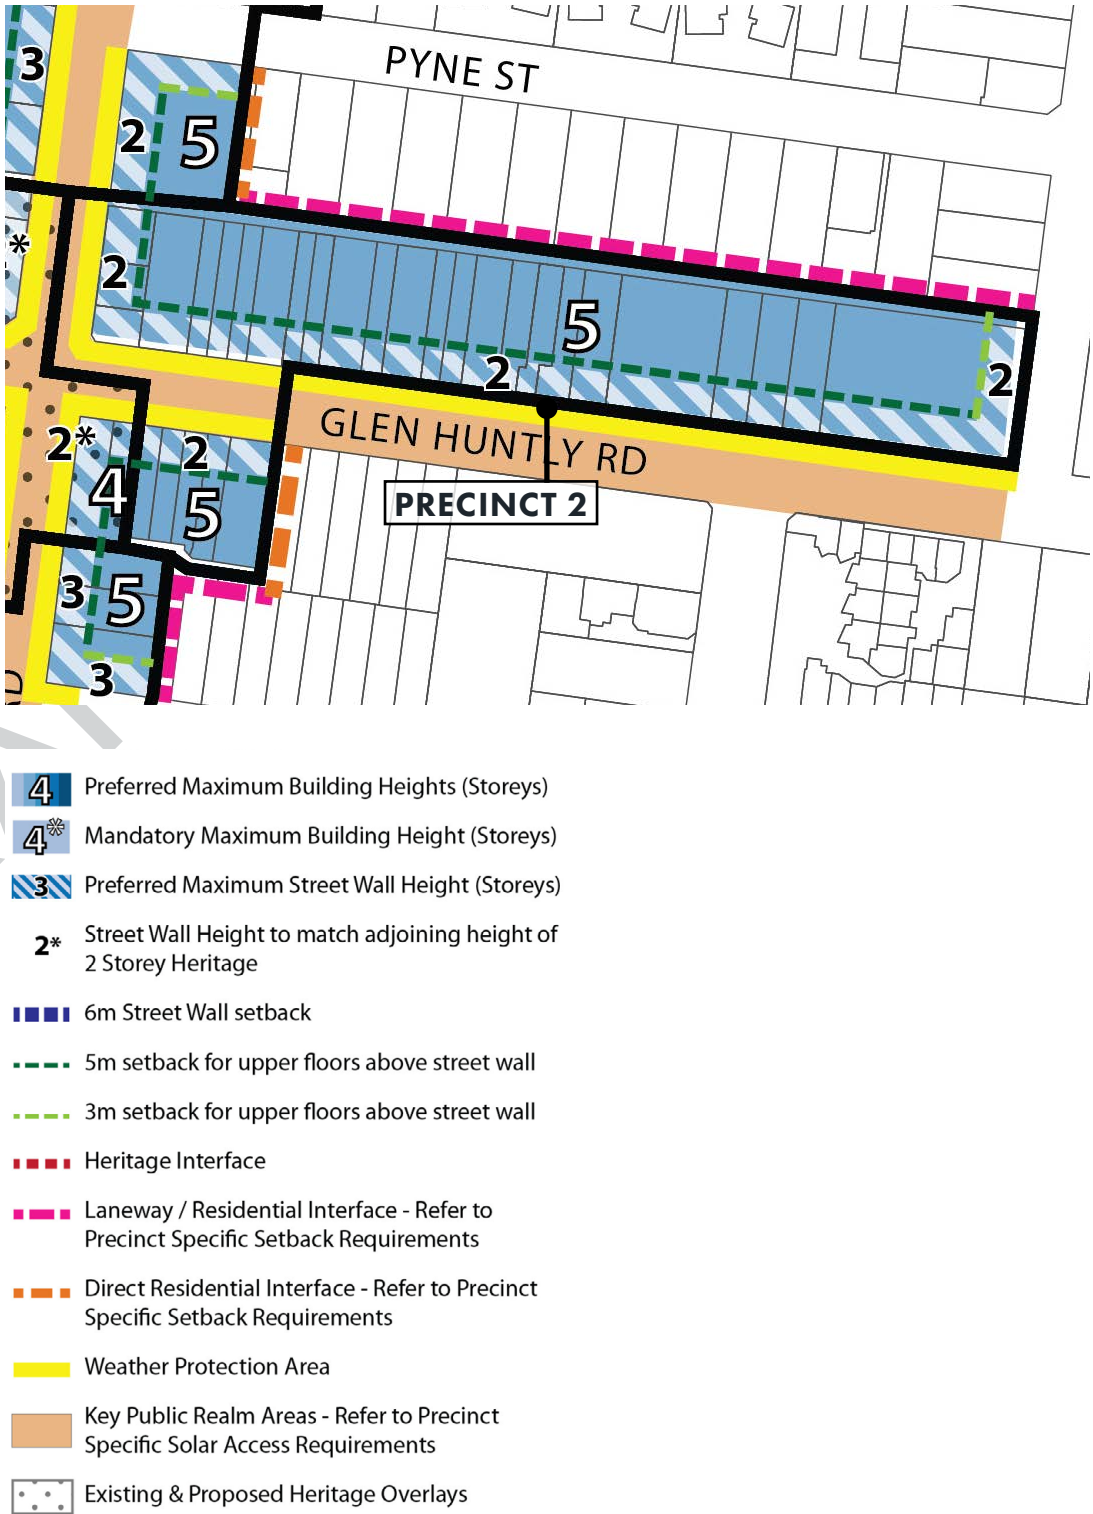 3
PYNE ST
2
5
*
2
5
2
2
GLEN HUNTLY RD
2*
2
4
5
PRECINCT 2
3
5
3
D
4 Preferred Maximum Building Heights (Storeys)
4* Mandatory Maximum Building Height (Storeys)
3 Preferred Maximum Street Wall Height (Storeys)
2* Street Wall Height to match adjoining height of
2 Storey Heritage
6m Street Wall setback
5m setback for upper floors above street wall
3m setback for upper floors above street wall
Heritage Interface
Laneway / Residential Interface - Refer to
Precinct Specific Setback Requirements
Direct Residential Interface - Refer to Precinct
Specific Setback Requirements
Weather Protection Area
Key Public Realm Areas - Refer to Precinct
Specific Solar Access Requirements
Existing & Proposed Heritage Overlays